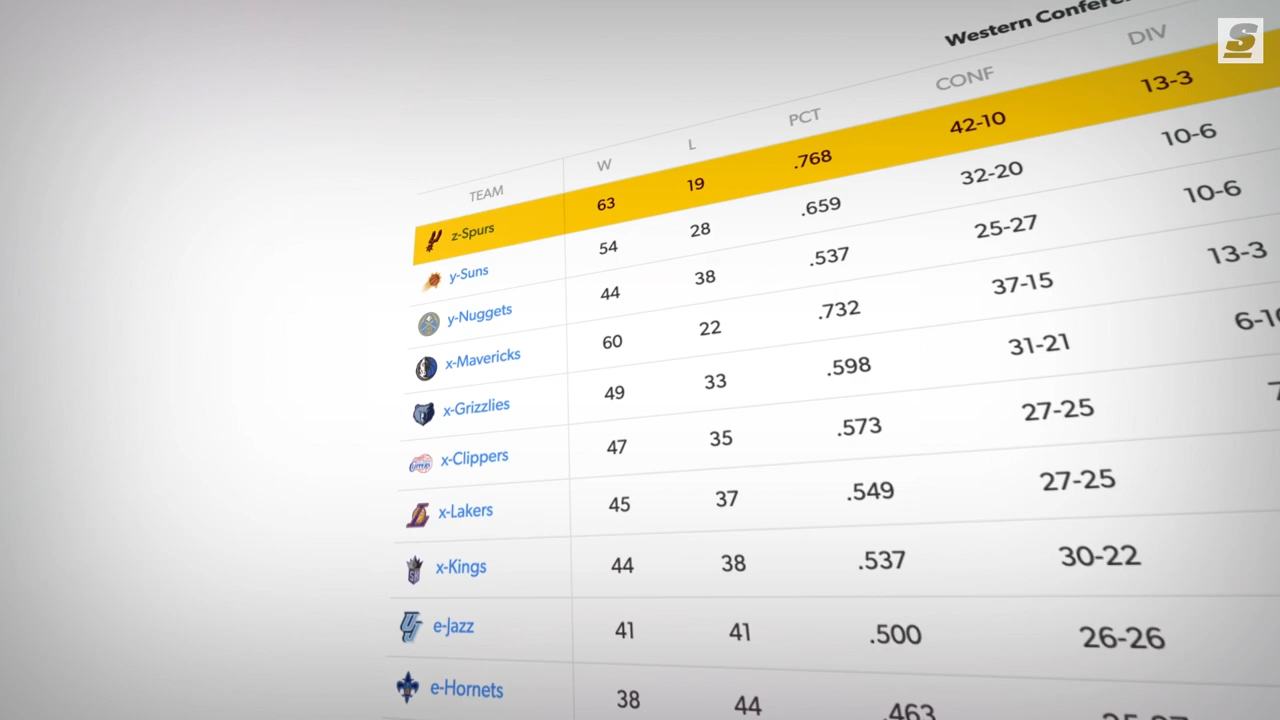 Western Confere
TEAM W L PCT CONF DIV
z-Spurs 63 19 .768 42-10 13-3
y-Suns 54 28 .659 32-20 10-6
y-Nuggets 44 38 .537 25-27 10-6
x-Mavericks 60 22 .732 37-15 13-3
x-Grizzlies 49 33 .598 31-21
x-Clippers 47 35 .573 27-25
x-Lakers 45 37 .549 27-25
x-Kings 44 38 .537 30-22
e-Jazz 41 41 .500 26-26
e-Hornets 38 44 .463
S